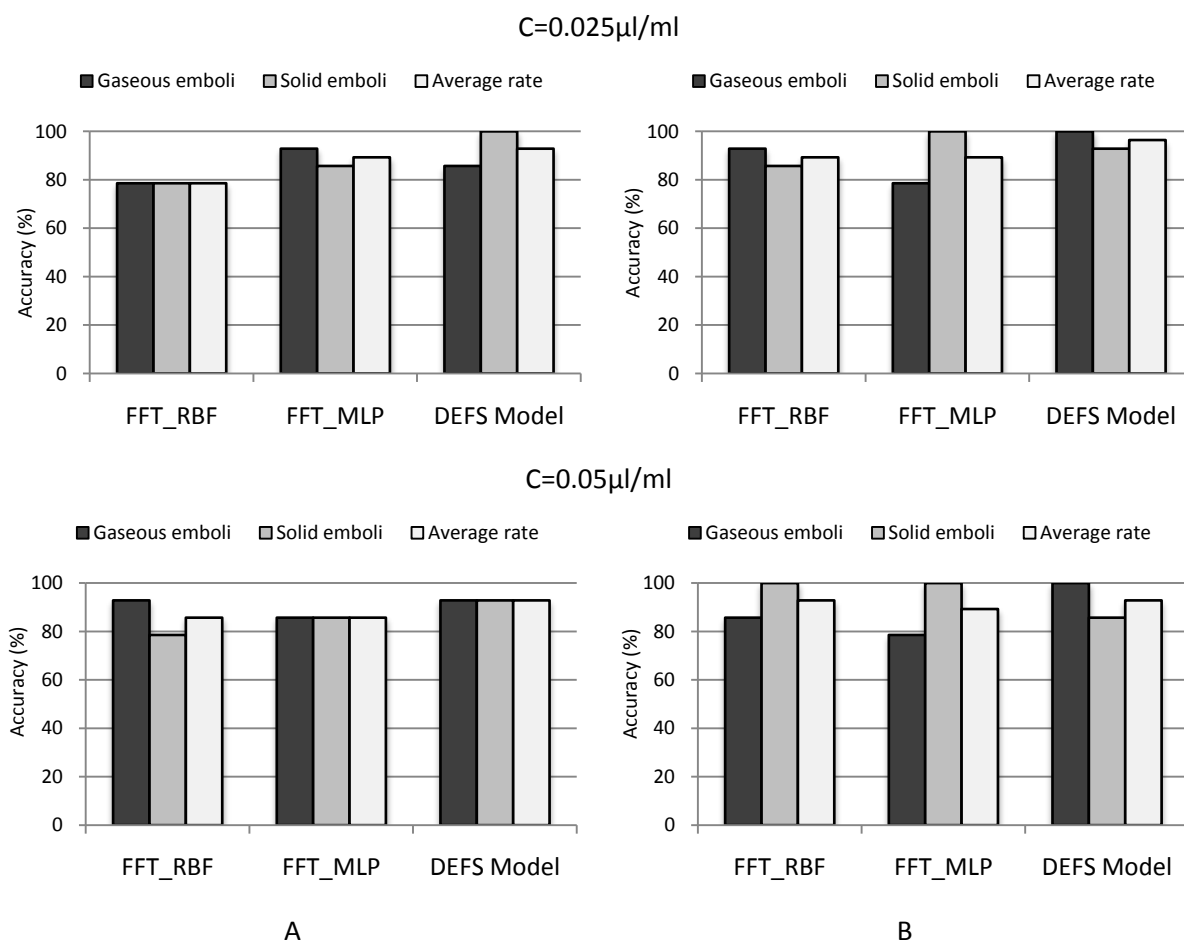 C=0.025µl/ml
Gaseous emboli Solid emboli Average rate
Accuracy (%)
100
80
60
40
20
0
FFT_RBF FFT_MLP DEFS Model
Gaseous emboli Solid emboli Average rate
Accuracy (%)
100
80
60
40
20
0
FFT_RBF FFT_MLP DEFS Model
C=0.05µl/ml
Gaseous emboli Solid emboli Average rate
Accuracy (%)
100
80
60
40
20
0
FFT_RBF FFT_MLP DEFS Model
A
Gaseous emboli Solid emboli Average rate
Accuracy (%)
100
80
60
40
20
0
FFT_RBF FFT_MLP DEFS Model
B